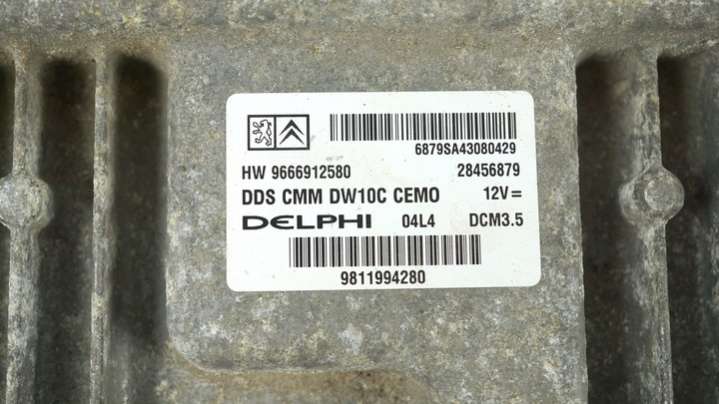 6879SA43080429
HW 9666912580 28456879
DDS CMM DW10C CEMO 12V=
DELPHI 04L4 DCM3.5
9811994280